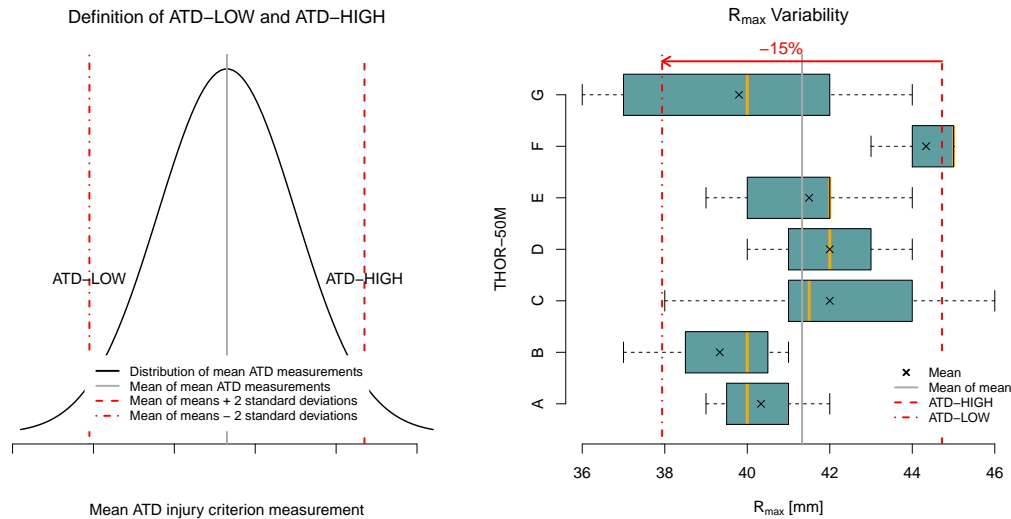 Definition of ATD−LOW and ATD−HIGH
ATD−LOW
ATD−HIGH
Distribution of mean ATD measurements
Mean of mean ATD measurements
Mean of means + 2 standard deviations
Mean of means − 2 standard deviations
Mean ATD injury criterion measurement
Rmax Variability
−15%
G
F
E
D
C
B
A
THOR−50M
Mean
Mean of mean
ATD−HIGH
ATD−LOW
36 38 40 42 44 46
Rmax [mm]